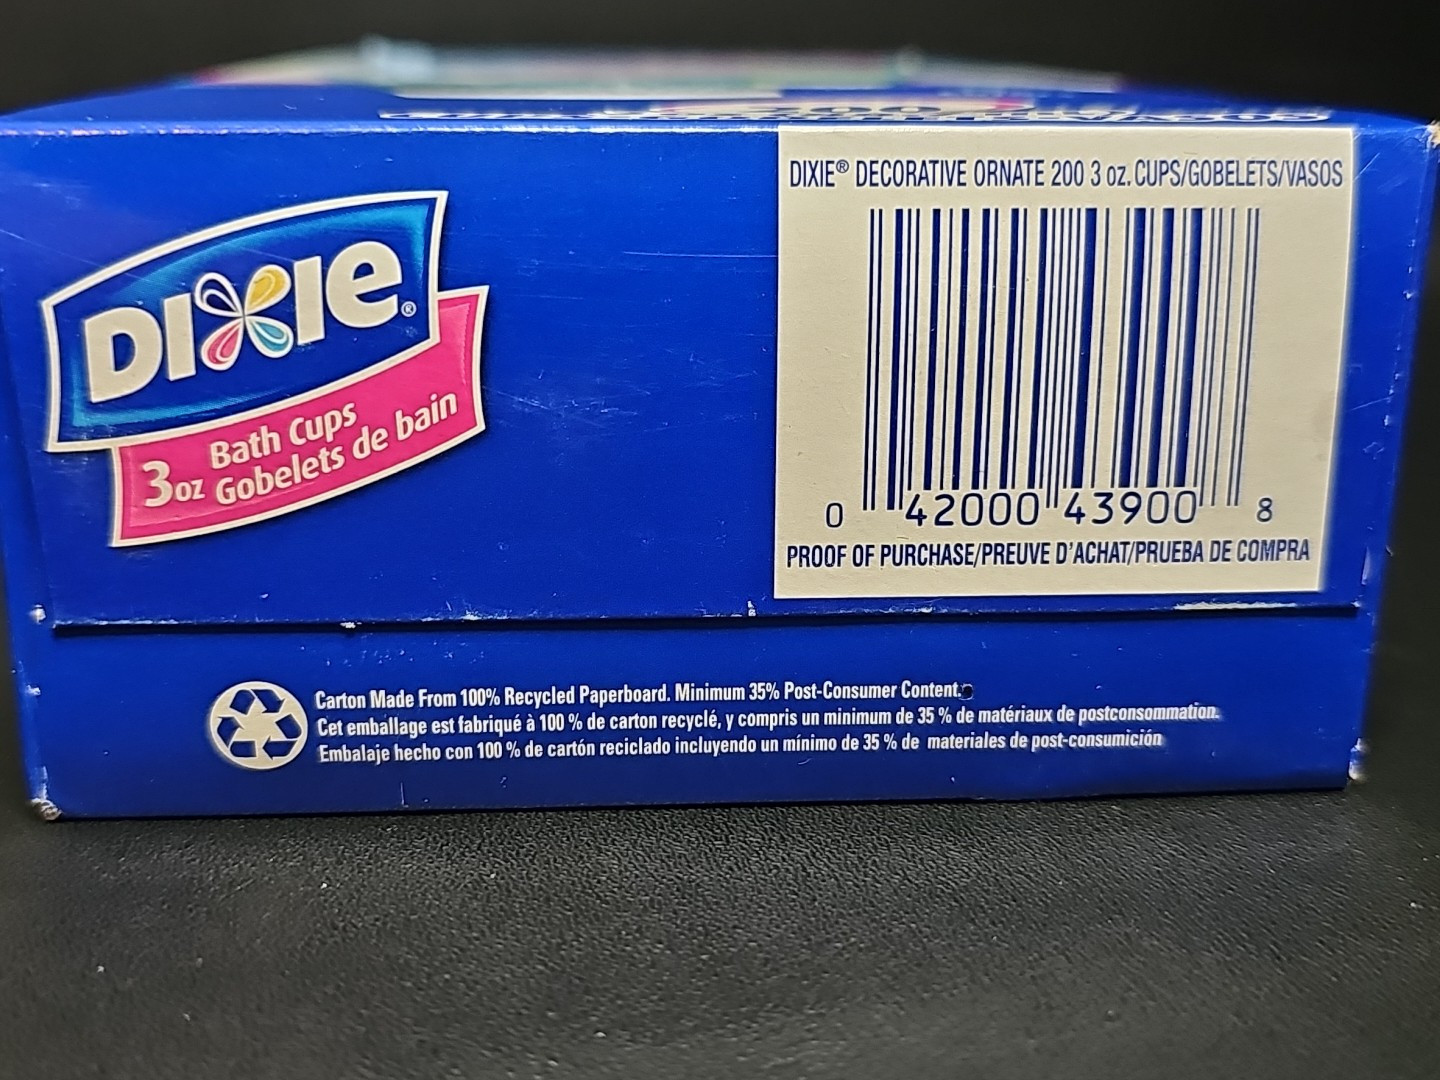 DIXIE®
Bath Cups
3oz Gobelets de bain
DIXIE® DECORATIVE ORNATE 200 3 oz. CUPS/GOBELETS/VASOS
0 42000 43900 8
PROOF OF PURCHASE/PREUVE D'ACHAT/PRUEBA DE COMPRA
Carton Made From 100% Recycled Paperboard. Minimum 35% Post-Consumer Content.
Cet emballage est fabriqué à 100 % de carton recyclé, y compris un minimum de 35 % de matériaux de postconsommation.
Embalaje hecho con 100 % de cartón reciclado incluyendo un mínimo de 35 % de materiales de post-consumición